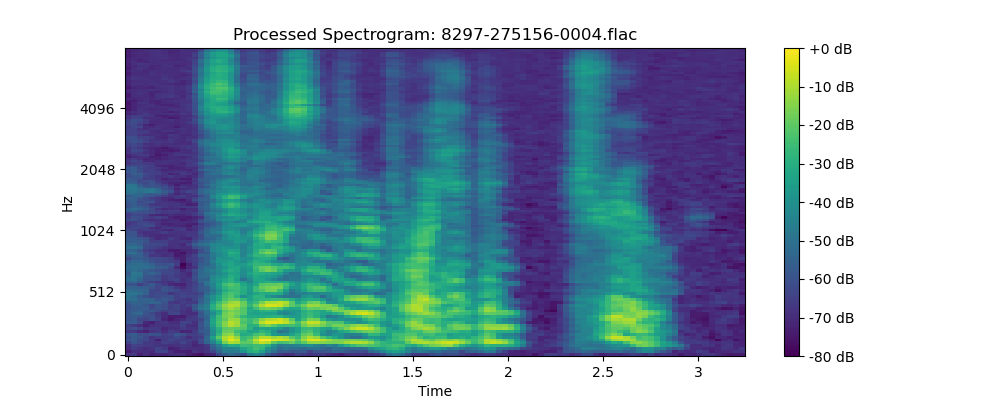 Processed Spectrogram: 8297-275156-0004.flac
Hz
4096
2048
1024
512
0
0 0.5 1 1.5 2 2.5 3
Time
+0 dB
-10 dB
-20 dB
-30 dB
-40 dB
-50 dB
-60 dB
-70 dB
-80 dB